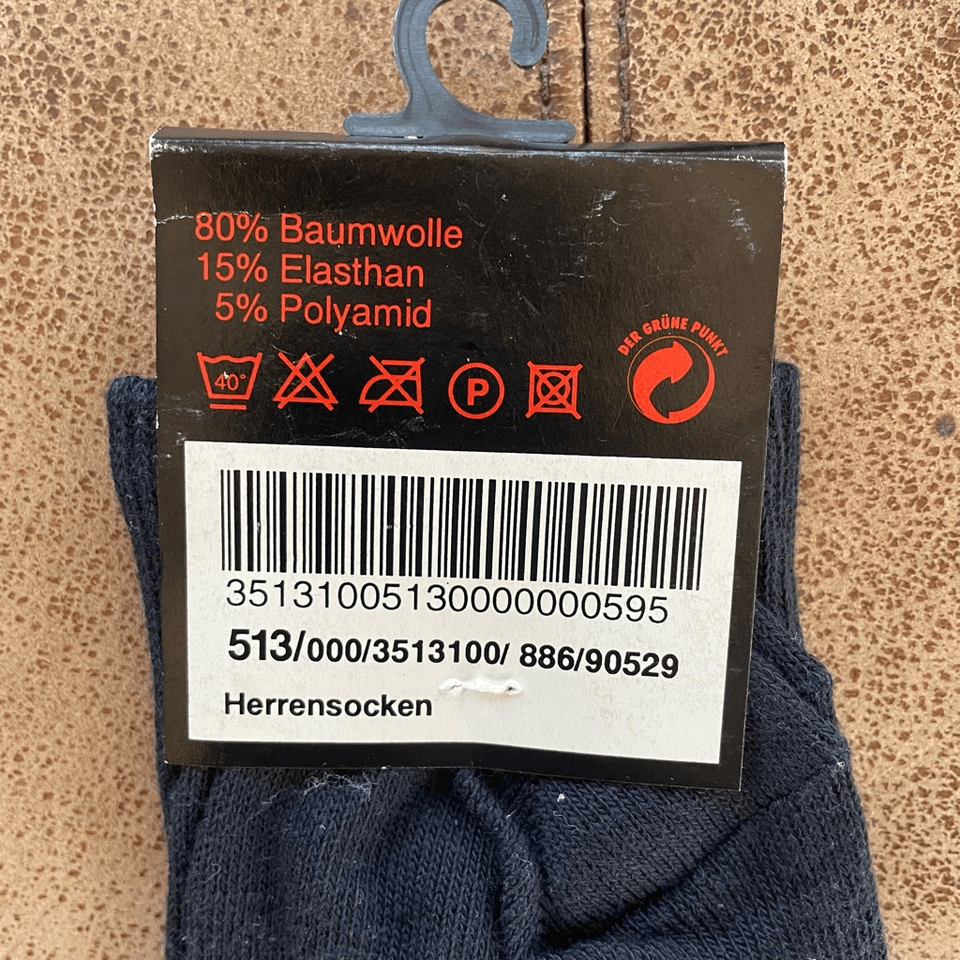 80% Baumwolle
15% Elasthan
5% Polyamid
40°
P
DER GRÜNE PUNKT
35131005130000000595
513/000/3513100/ 886/90529
Herrensocken